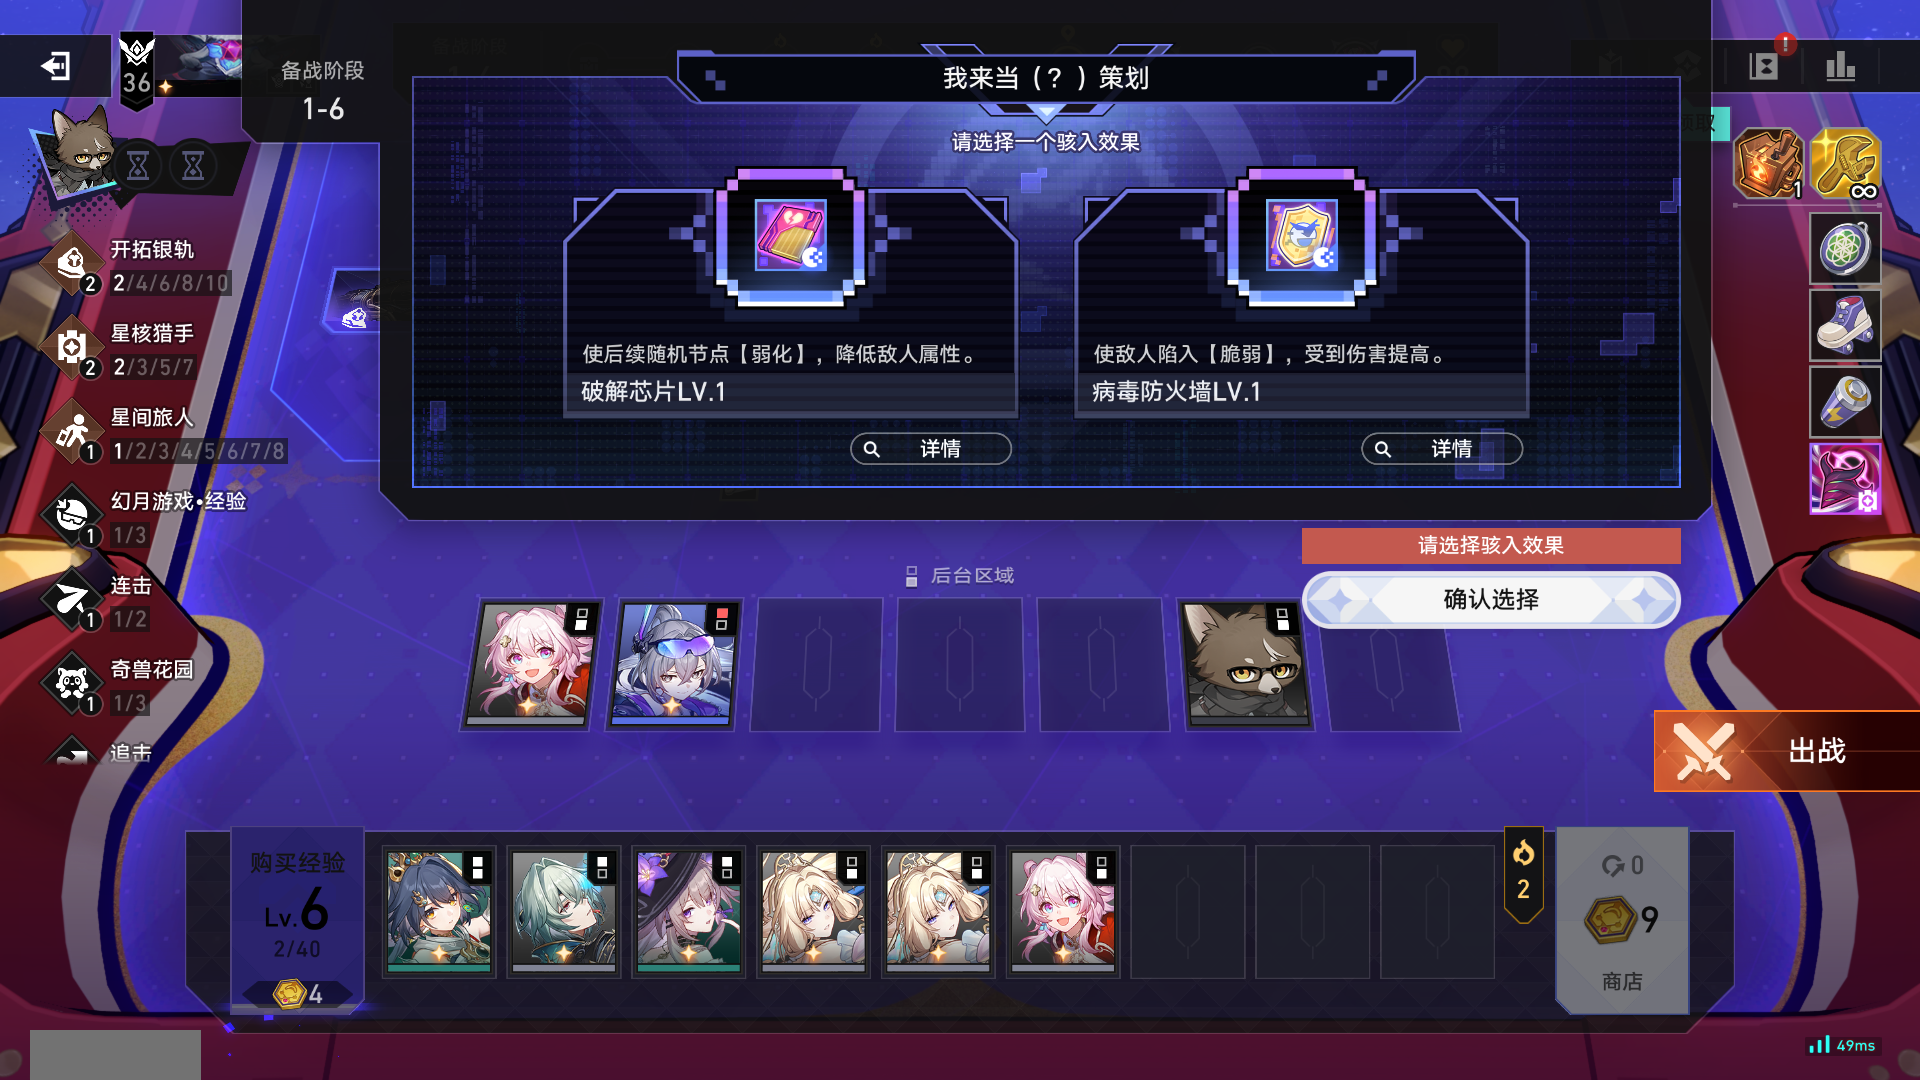 36
备战阶段
1-6
我来当（？）策划
请选择一个骇入效果
使后续随机节点【弱化】，降低敌人属性。
破解芯片LV.1
详情
使敌人陷入【脆弱】，受到伤害提高。
病毒防火墙LV.1
详情
请选择骇入效果
确认选择
取
1
∞
开拓银轨
2
2/4/6/8/10
星核猎手
2
2/3/5/7
星间旅人
1
1/2/3/4/5/6/7/8
幻月游戏•经验
1
1/3
连击
1
1/2
奇兽花园
1
1/3
追击
后台区域
出战
购买经验
Lv.6
2/40
4
2
0
9
商店
49ms